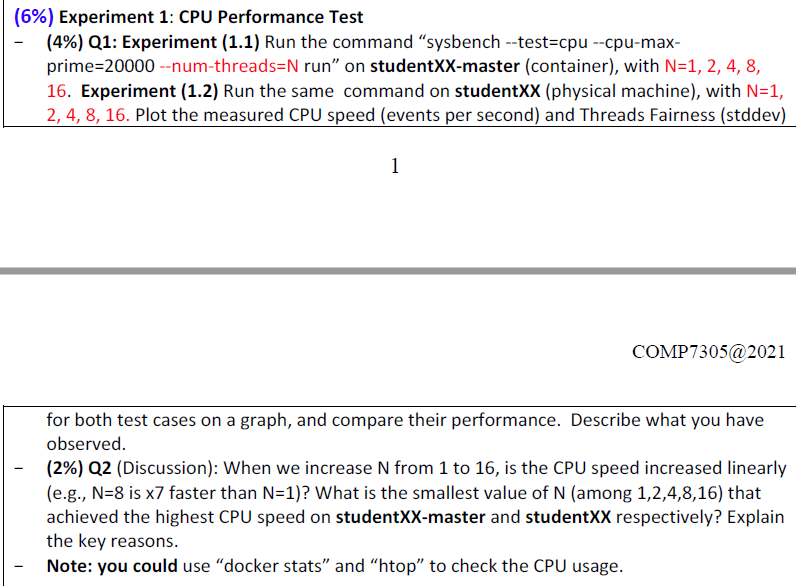 (6%) Experiment 1: CPU Performance Test
– (4%) Q1: Experiment (1.1) Run the command “sysbench --test=cpu --cpu-max-
prime=20000 --num-threads=N run” on studentXX-master (container), with N=1, 2, 4, 8,
16. Experiment (1.2) Run the same command on studentXX (physical machine), with N=1,
2, 4, 8, 16. Plot the measured CPU speed (events per second) and Threads Fairness (stddev)
1
COMP7305@2021
for both test cases on a graph, and compare their performance. Describe what you have
observed.
– (2%) Q2 (Discussion): When we increase N from 1 to 16, is the CPU speed increased linearly
(e.g., N=8 is x7 faster than N=1)? What is the smallest value of N (among 1,2,4,8,16) that
achieved the highest CPU speed on studentXX-master and studentXX respectively? Explain
the key reasons.
– Note: you could use “docker stats” and “htop” to check the CPU usage.